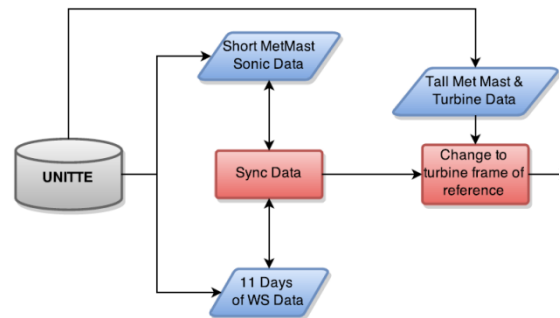 Short MetMast
Sonic Data
Tall Met Mast &
Turbine Data
UNITTE
Sync Data
Change to
turbine frame of
reference
11 Days
of WS Data